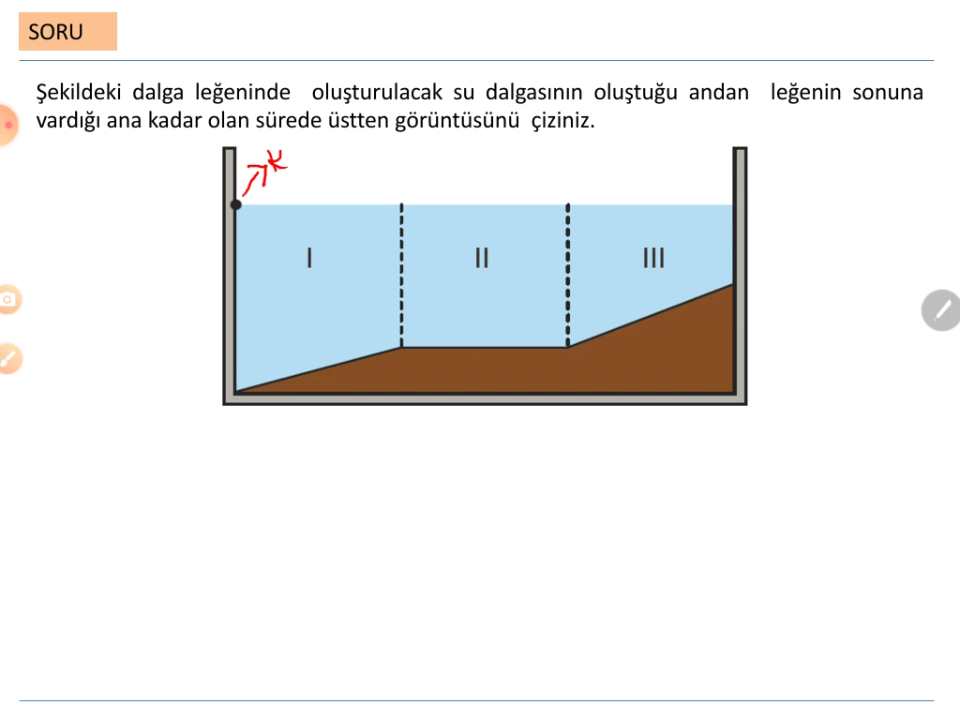 SORU
Şekildeki dalga leğeninde oluşturulacak su dalgasının oluştuğu andan leğenin sonuna
vardığı ana kadar olan sürede üstten görüntüsünü çiziniz.
K
I II III